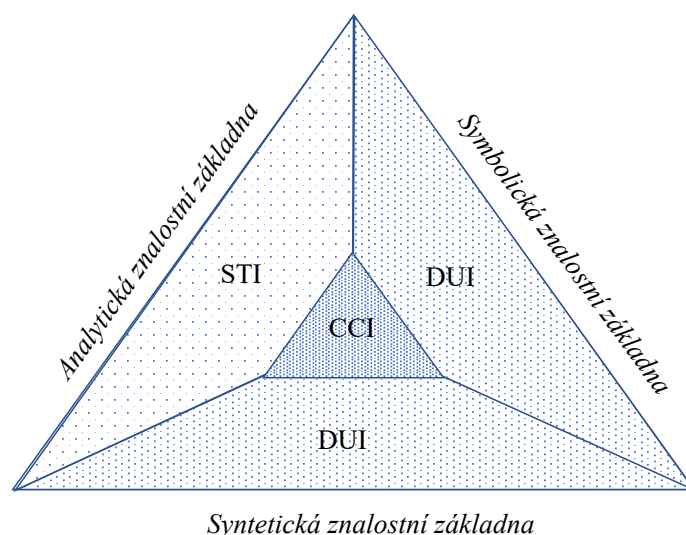 Analytická znalostní základna
Symbolická znalostní základna
STI
DUI
CCI
DUI
Syntetická znalostní základna